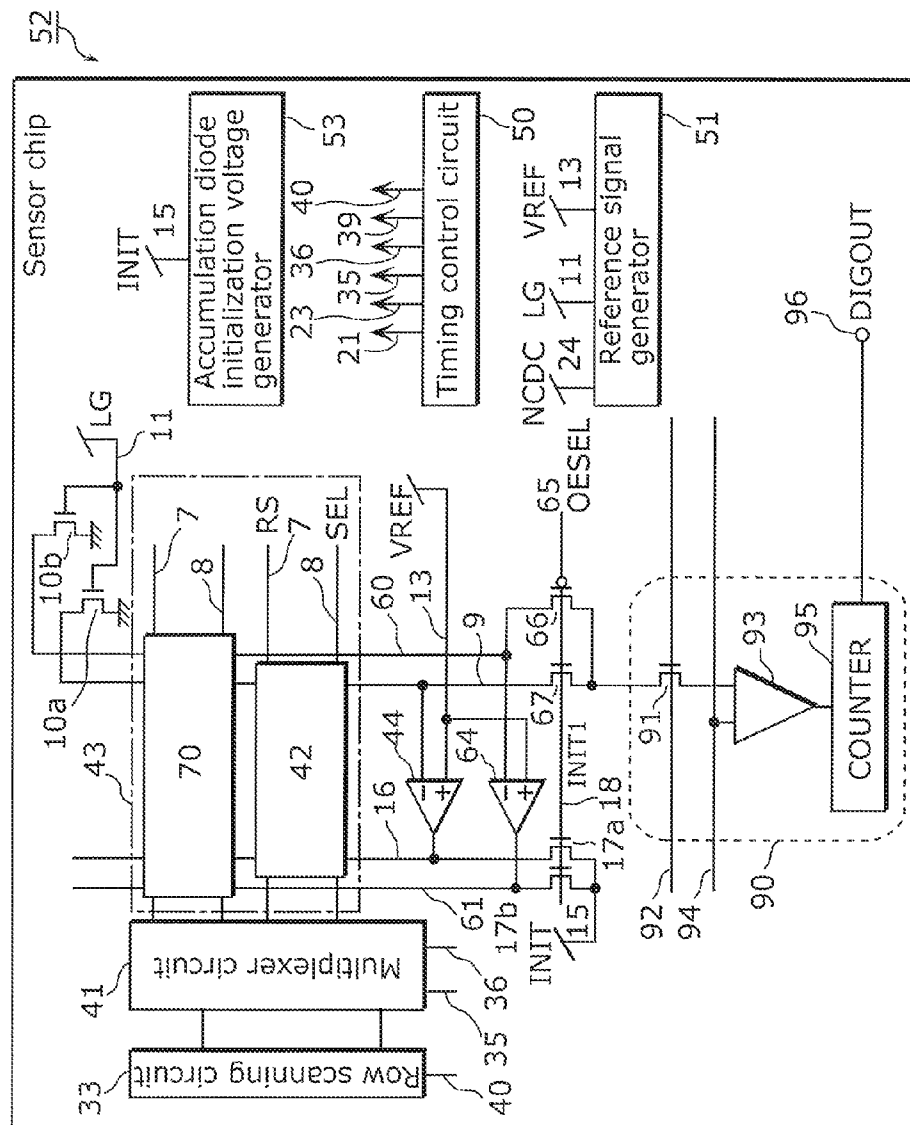 52
Sensor chip
Accumulation diode
initialization voltage
generator
53
INIT
15
Timing control circuit
50
21
23
35
36
39
40
Reference signal
generator
51
NCDC
24
LG
11
VREF
13
LG
11
10b
10a
43
70
42
7
8
RS
7
SEL
8
60
13
VREF
9
44
64
16
61
65
OESEL
66
67
INIT1
18
17a
17b
INIT
15
41
Multiplexer circuit
36
35
33
Row scanning circuit
40
92
94
90
91
93
95
COUNTER
96
DIGOUT